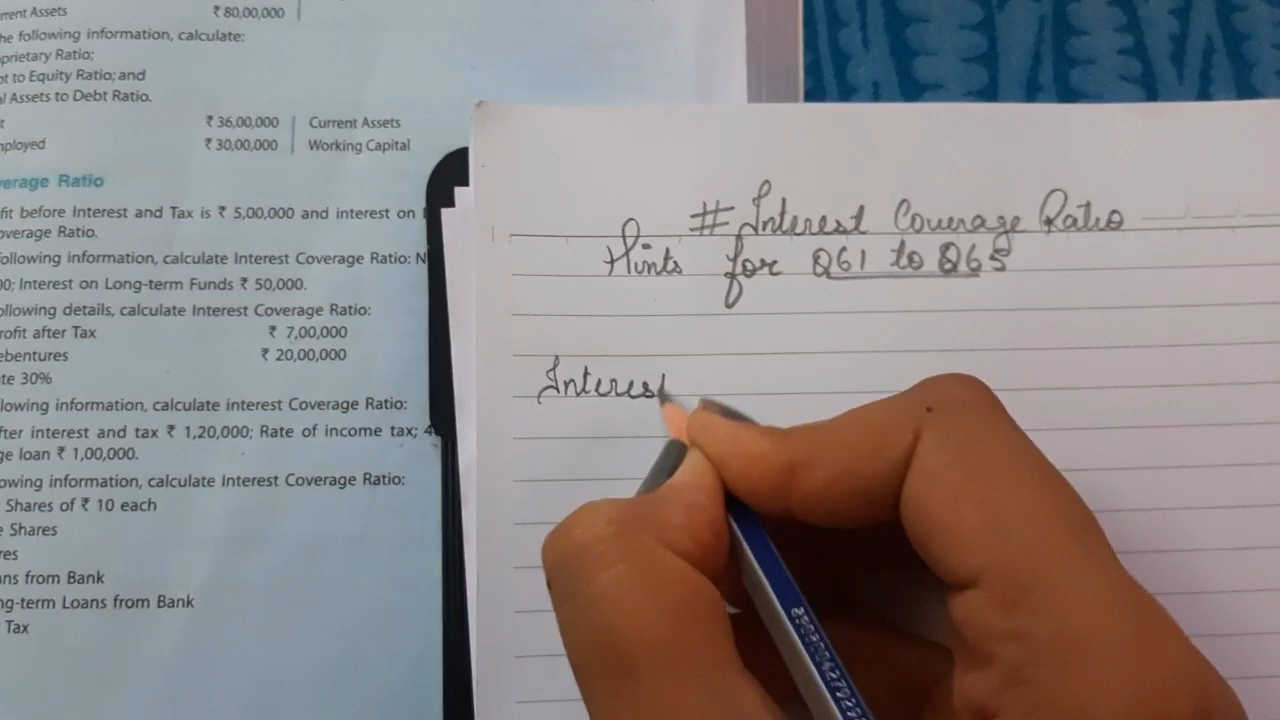 rrent Assets ₹ 80,00,000
he following information, calculate:
prietary Ratio;
bt to Equity Ratio; and
al Assets to Debt Ratio.
t ₹ 36,00,000 Current Assets
mployed ₹ 30,00,000 Working Capital
verage Ratio
fit before Interest and Tax is ₹ 5,00,000 and interest on
overage Ratio.
following information, calculate Interest Coverage Ratio: N
00; Interest on Long-term Funds ₹ 50,000.
ollowing details, calculate Interest Coverage Ratio:
rofit after Tax ₹ 7,00,000
ebentures ₹ 20,00,000
te 30%
lowing information, calculate interest Coverage Ratio:
fter interest and tax ₹ 1,20,000; Rate of income tax; 4
ge loan ₹ 1,00,000.
owing information, calculate Interest Coverage Ratio:
Shares of ₹ 10 each
e Shares
res
ans from Bank
ng-term Loans from Bank
Tax
# Interest Coverage Ratio
Hints for Q61 to Q65
Interest